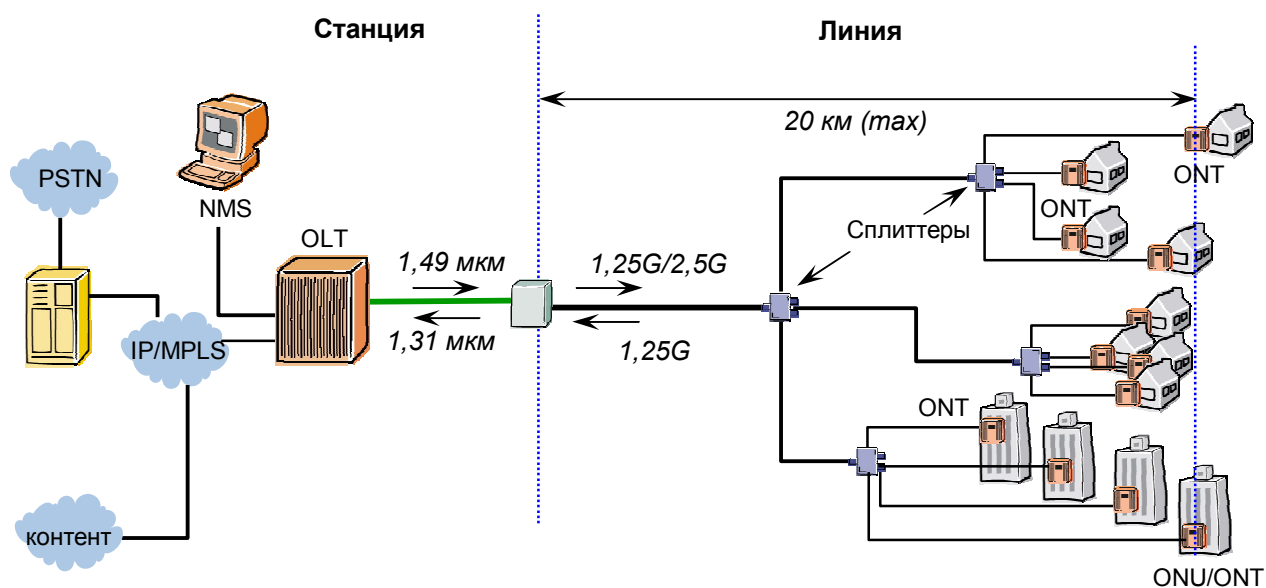 Станция
Линия
20 км (max)
PSTN
NMS
ONT
ONT
OLT
Сплиттеры
1,49 мкм
1,25G/2,5G
IP/MPLS
1,31 мкм
1,25G
ONT
контент
ONU/ONT